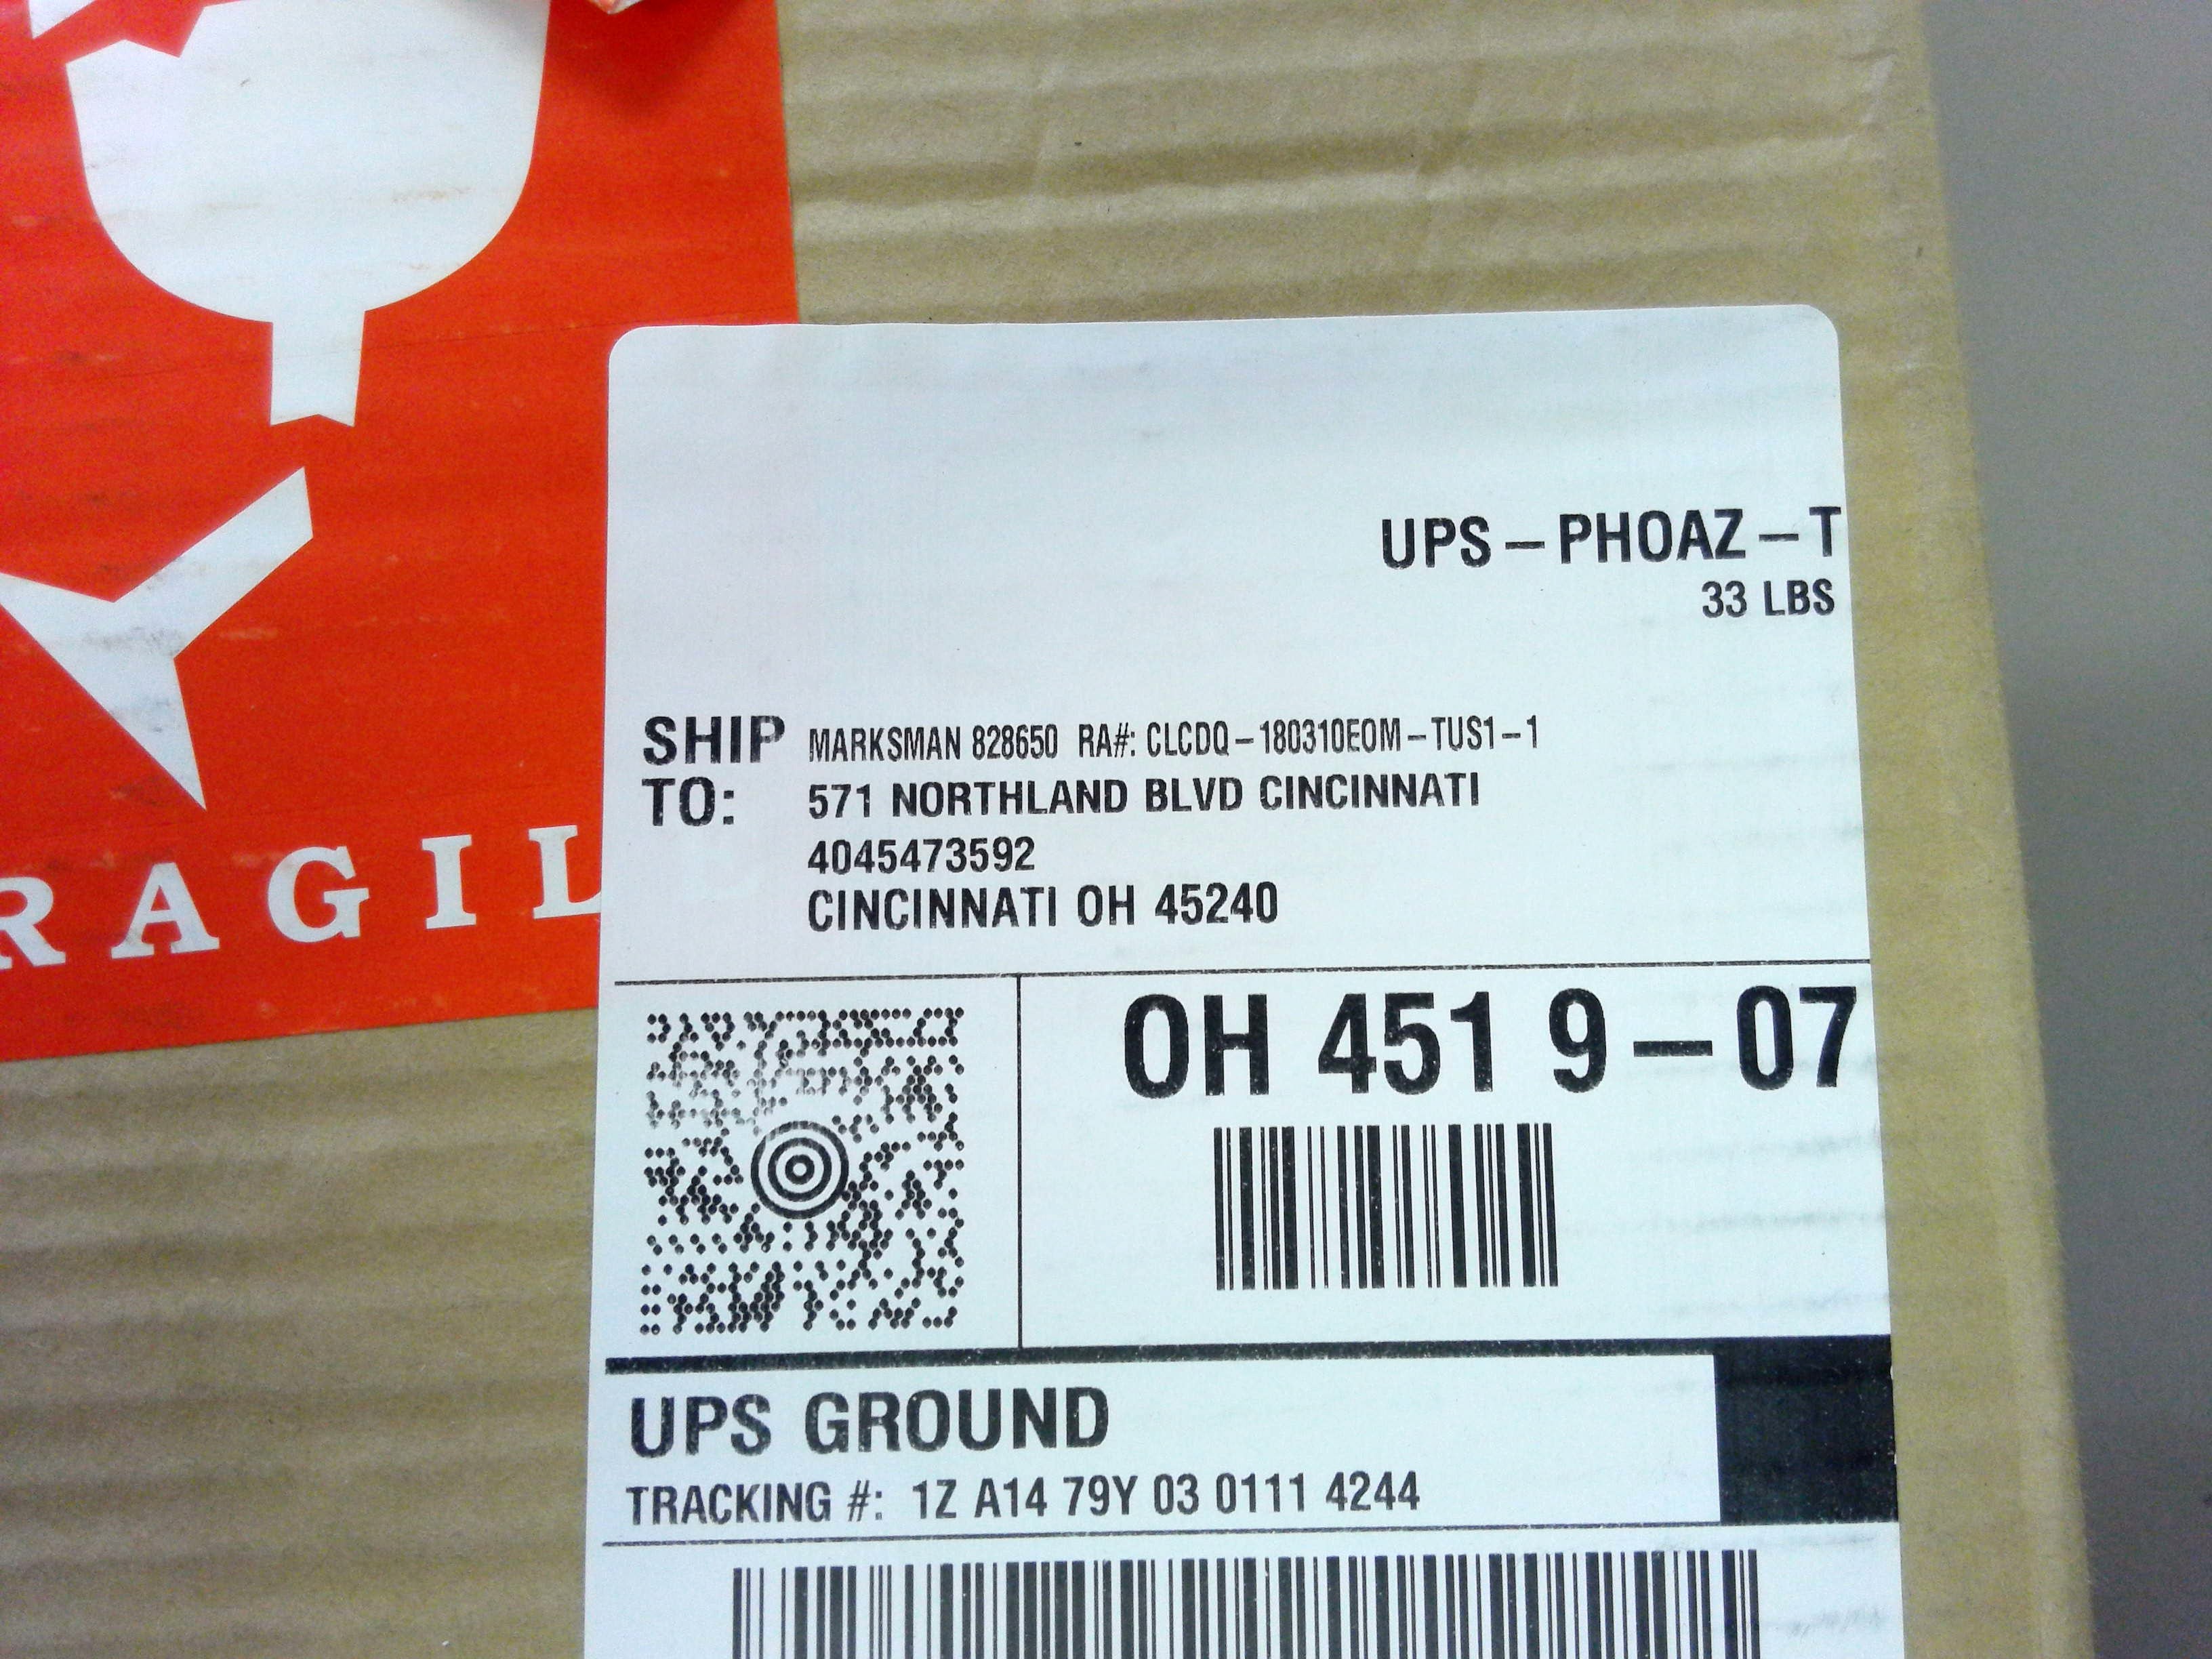 RAGIL
UPS – PHOAZ – T
33 LBS
SHIP TO:
MARKSMAN 828650 RA#: CLCDQ – 180310EOM – TUS1 – 1
571 NORTHLAND BLVD CINCINNATI
4045473592
CINCINNATI OH 45240
OH 451 9 – 07
UPS GROUND
TRACKING #: 1Z A14 79Y 03 0111 4244